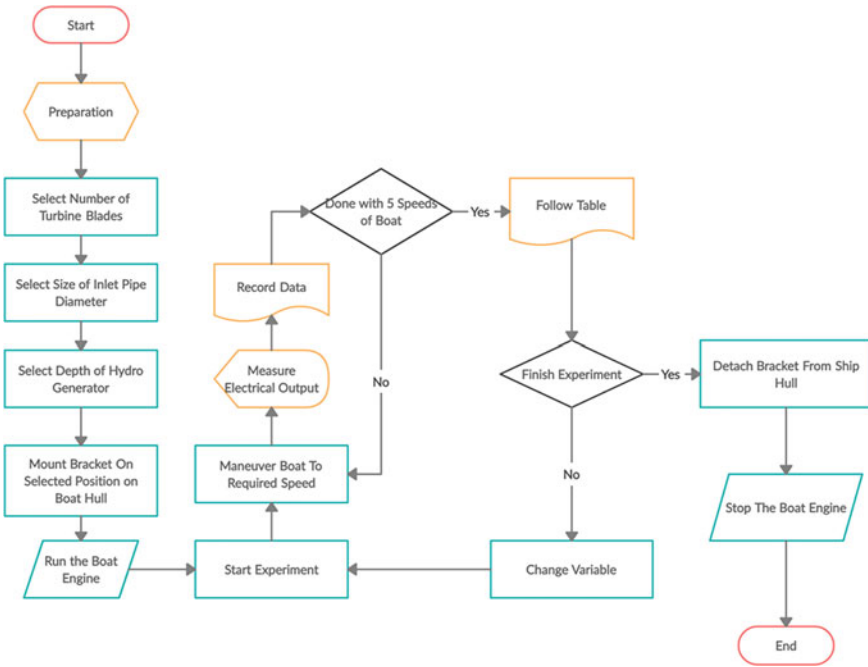 Start
Preparation
Select Number of
Turbine Blades
Select Size of Inlet Pipe
Diameter
Select Depth of Hydro
Generator
Mount Bracket On
Selected Position on
Boat Hull
Run the Boat
Engine
Start Experiment
Maneuver Boat To
Required Speed
Measure
Electrical Output
Record Data
Done with 5 Speeds
of Boat
Yes
No
Follow Table
Finish Experiment
Yes
No
Change Variable
Detach Bracket From Ship
Hull
Stop The Boat Engine
End